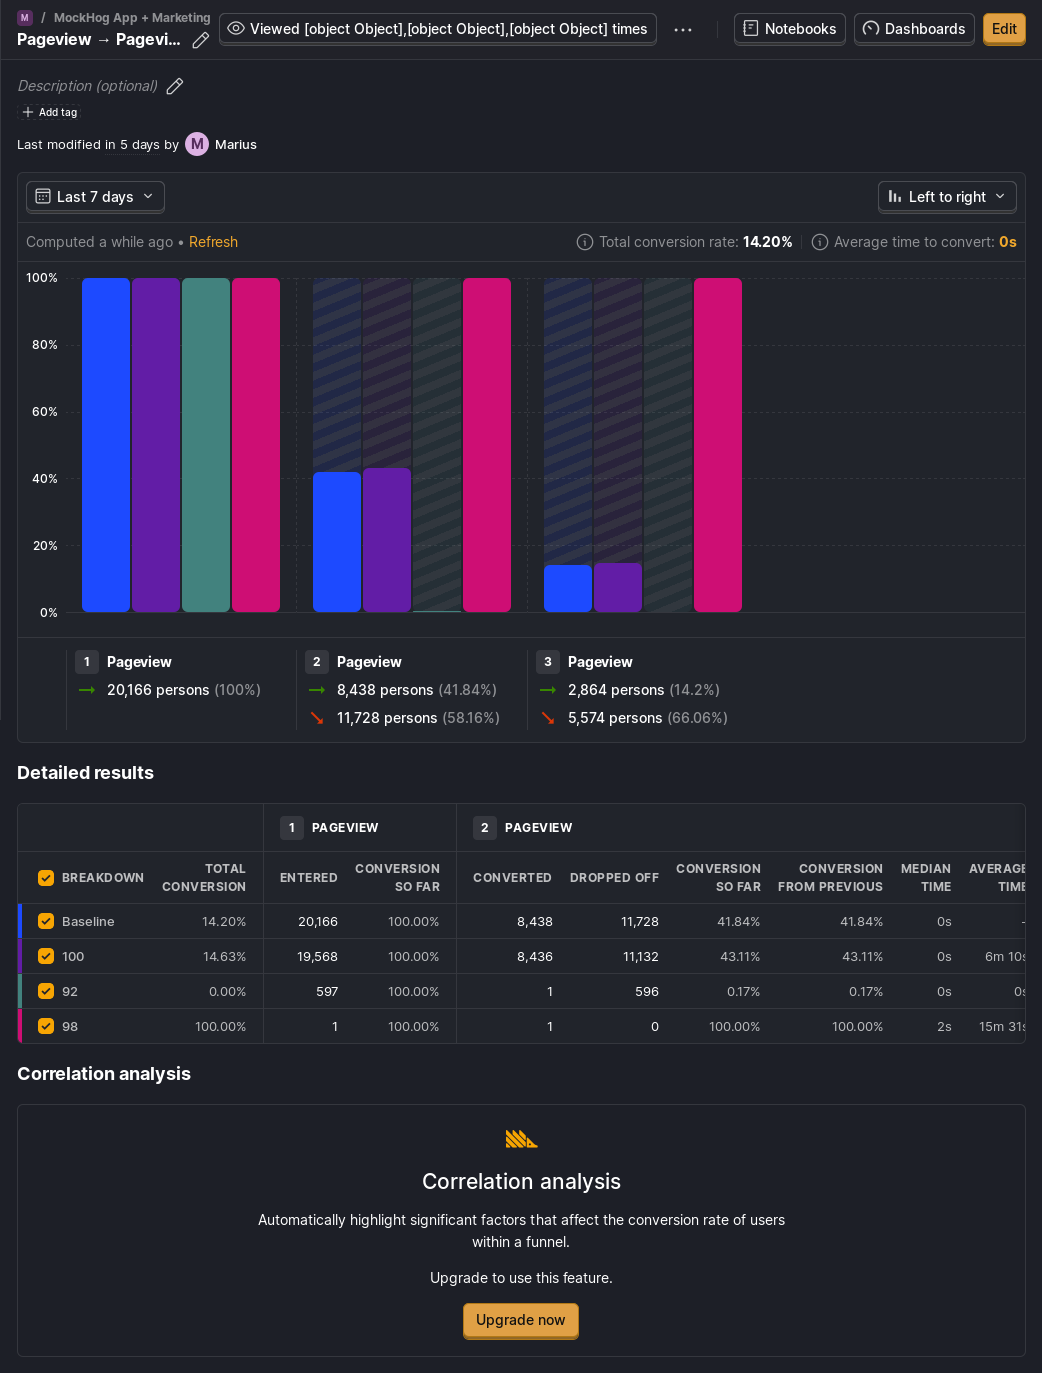 M / MockHog App + Marketing
Pageview → Pagevi...
Viewed [object Object],[object Object],[object Object] times
Notebooks
Dashboards
Edit
Description (optional)
Add tag
Last modified in 5 days by M Marius
Last 7 days
Left to right
Computed a while ago • Refresh
Total conversion rate: 14.20%
Average time to convert: 0s
100%
80%
60%
40%
20%
0%
1 Pageview
20,166 persons (100%)
2 Pageview
8,438 persons (41.84%)
11,728 persons (58.16%)
3 Pageview
2,864 persons (14.2%)
5,574 persons (66.06%)
Detailed results
1 PAGEVIEW
2 PAGEVIEW
BREAKDOWN
TOTAL
CONVERSION
ENTERED
CONVERSION
SO FAR
CONVERTED
DROPPED OFF
CONVERSION
SO FAR
CONVERSION
FROM PREVIOUS
MEDIAN
TIME
AVERAGE
TIME
Baseline 14.20% 20,166 100.00% 8,438 11,728 41.84% 41.84% 0s –
100 14.63% 19,568 100.00% 8,436 11,132 43.11% 43.11% 0s 6m 10s
92 0.00% 597 100.00% 1 596 0.17% 0.17% 0s 0s
98 100.00% 1 100.00% 1 0 100.00% 100.00% 2s 15m 31s
Correlation analysis
Correlation analysis
Automatically highlight significant factors that affect the conversion rate of users
within a funnel.
Upgrade to use this feature.
Upgrade now